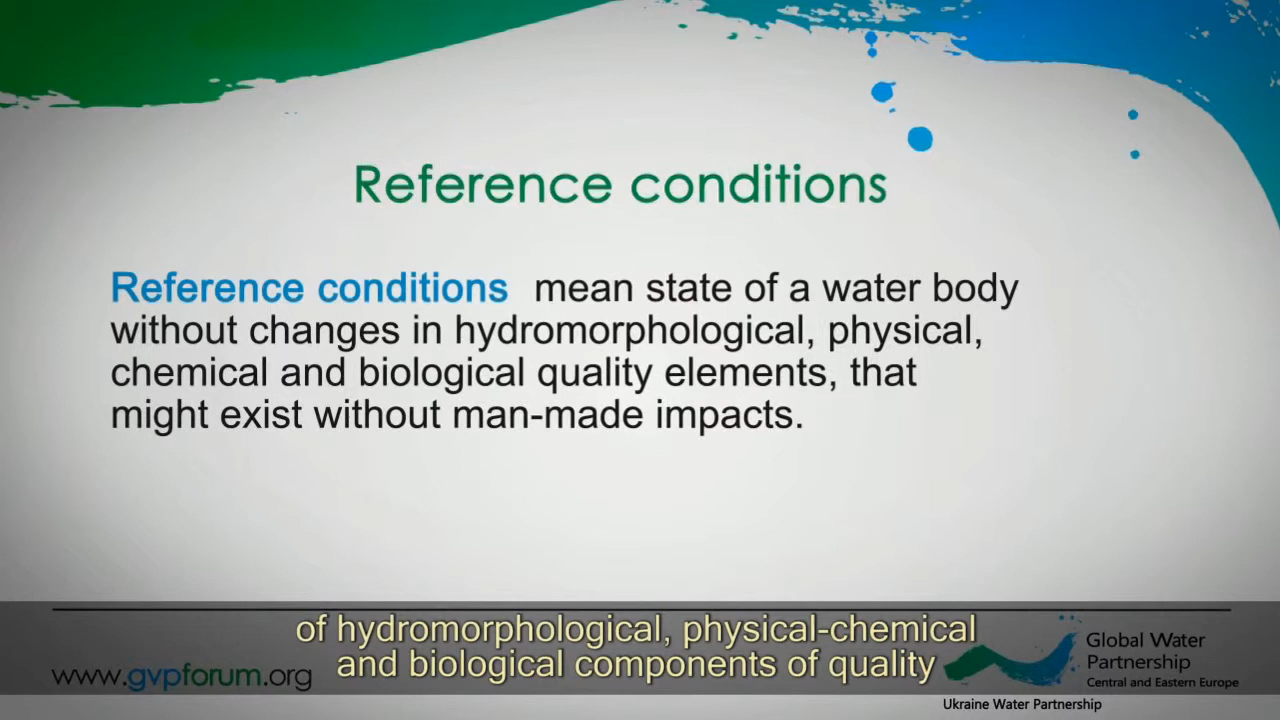 Reference conditions
Reference conditions mean state of a water body
without changes in hydromorphological, physical,
chemical and biological quality elements, that
might exist without man-made impacts.
of hydromorphological, physical-chemical
and biological components of quality
www.gvpforum.org
Global Water
Partnership
Central and Eastern Europe
Ukraine Water Partnership